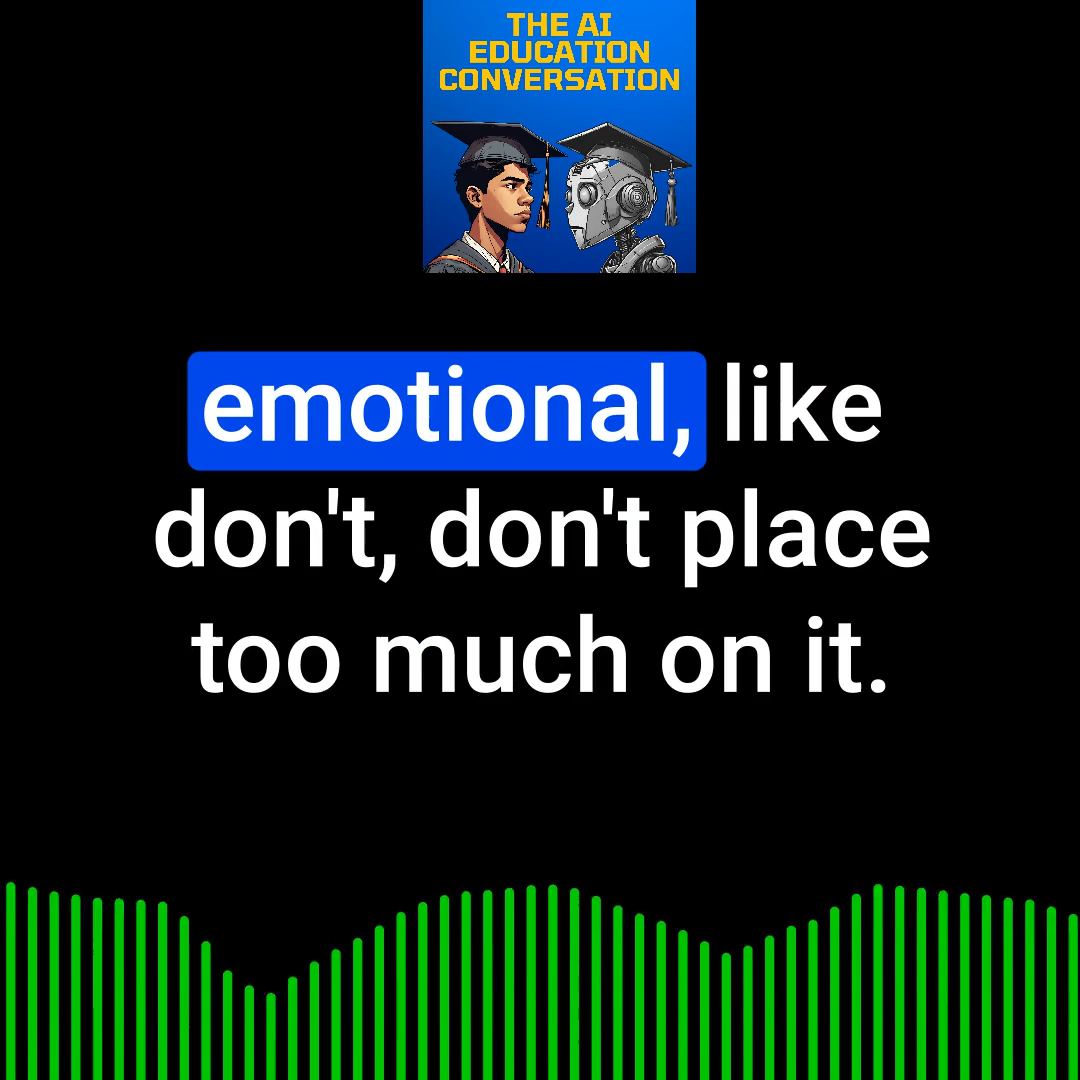 THE AI
EDUCATION
CONVERSATION
emotional, like
don't, don't place
too much on it.